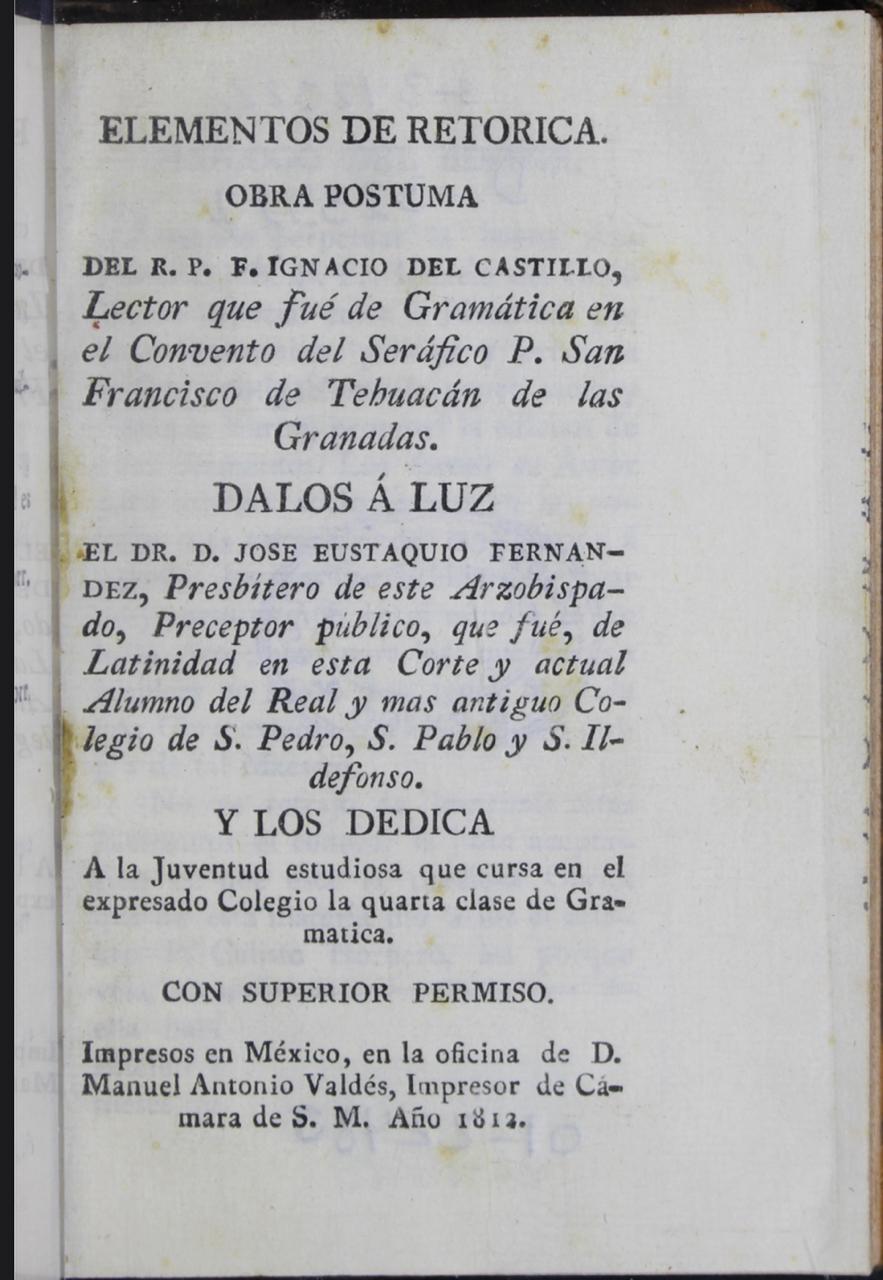 ELEMENTOS DE RETORICA.
OBRA POSTUMA
DEL R. P. F. IGNACIO DEL CASTILLO,
Lector que fué de Gramática en
el Convento del Seráfico P. San
Francisco de Tehuacán de las
Granadas.
DALOS Á LUZ
EL DR. D. JOSE EUSTAQUIO FERNAN-
DEZ, Presbítero de este Arzobispa-
do, Preceptor público, que fué, de
Latinidad en esta Corte y actual
Alumno del Real y mas antiguo Co-
legio de S. Pedro, S. Pablo y S. Il-
defonso.
Y LOS DEDICA
A la Juventud estudiosa que cursa en el
expresado Colegio la quarta clase de Gra-
matica.
CON SUPERIOR PERMISO.
Impresos en México, en la oficina de D.
Manuel Antonio Valdés, Impresor de Cá-
mara de S. M. Año 1812.